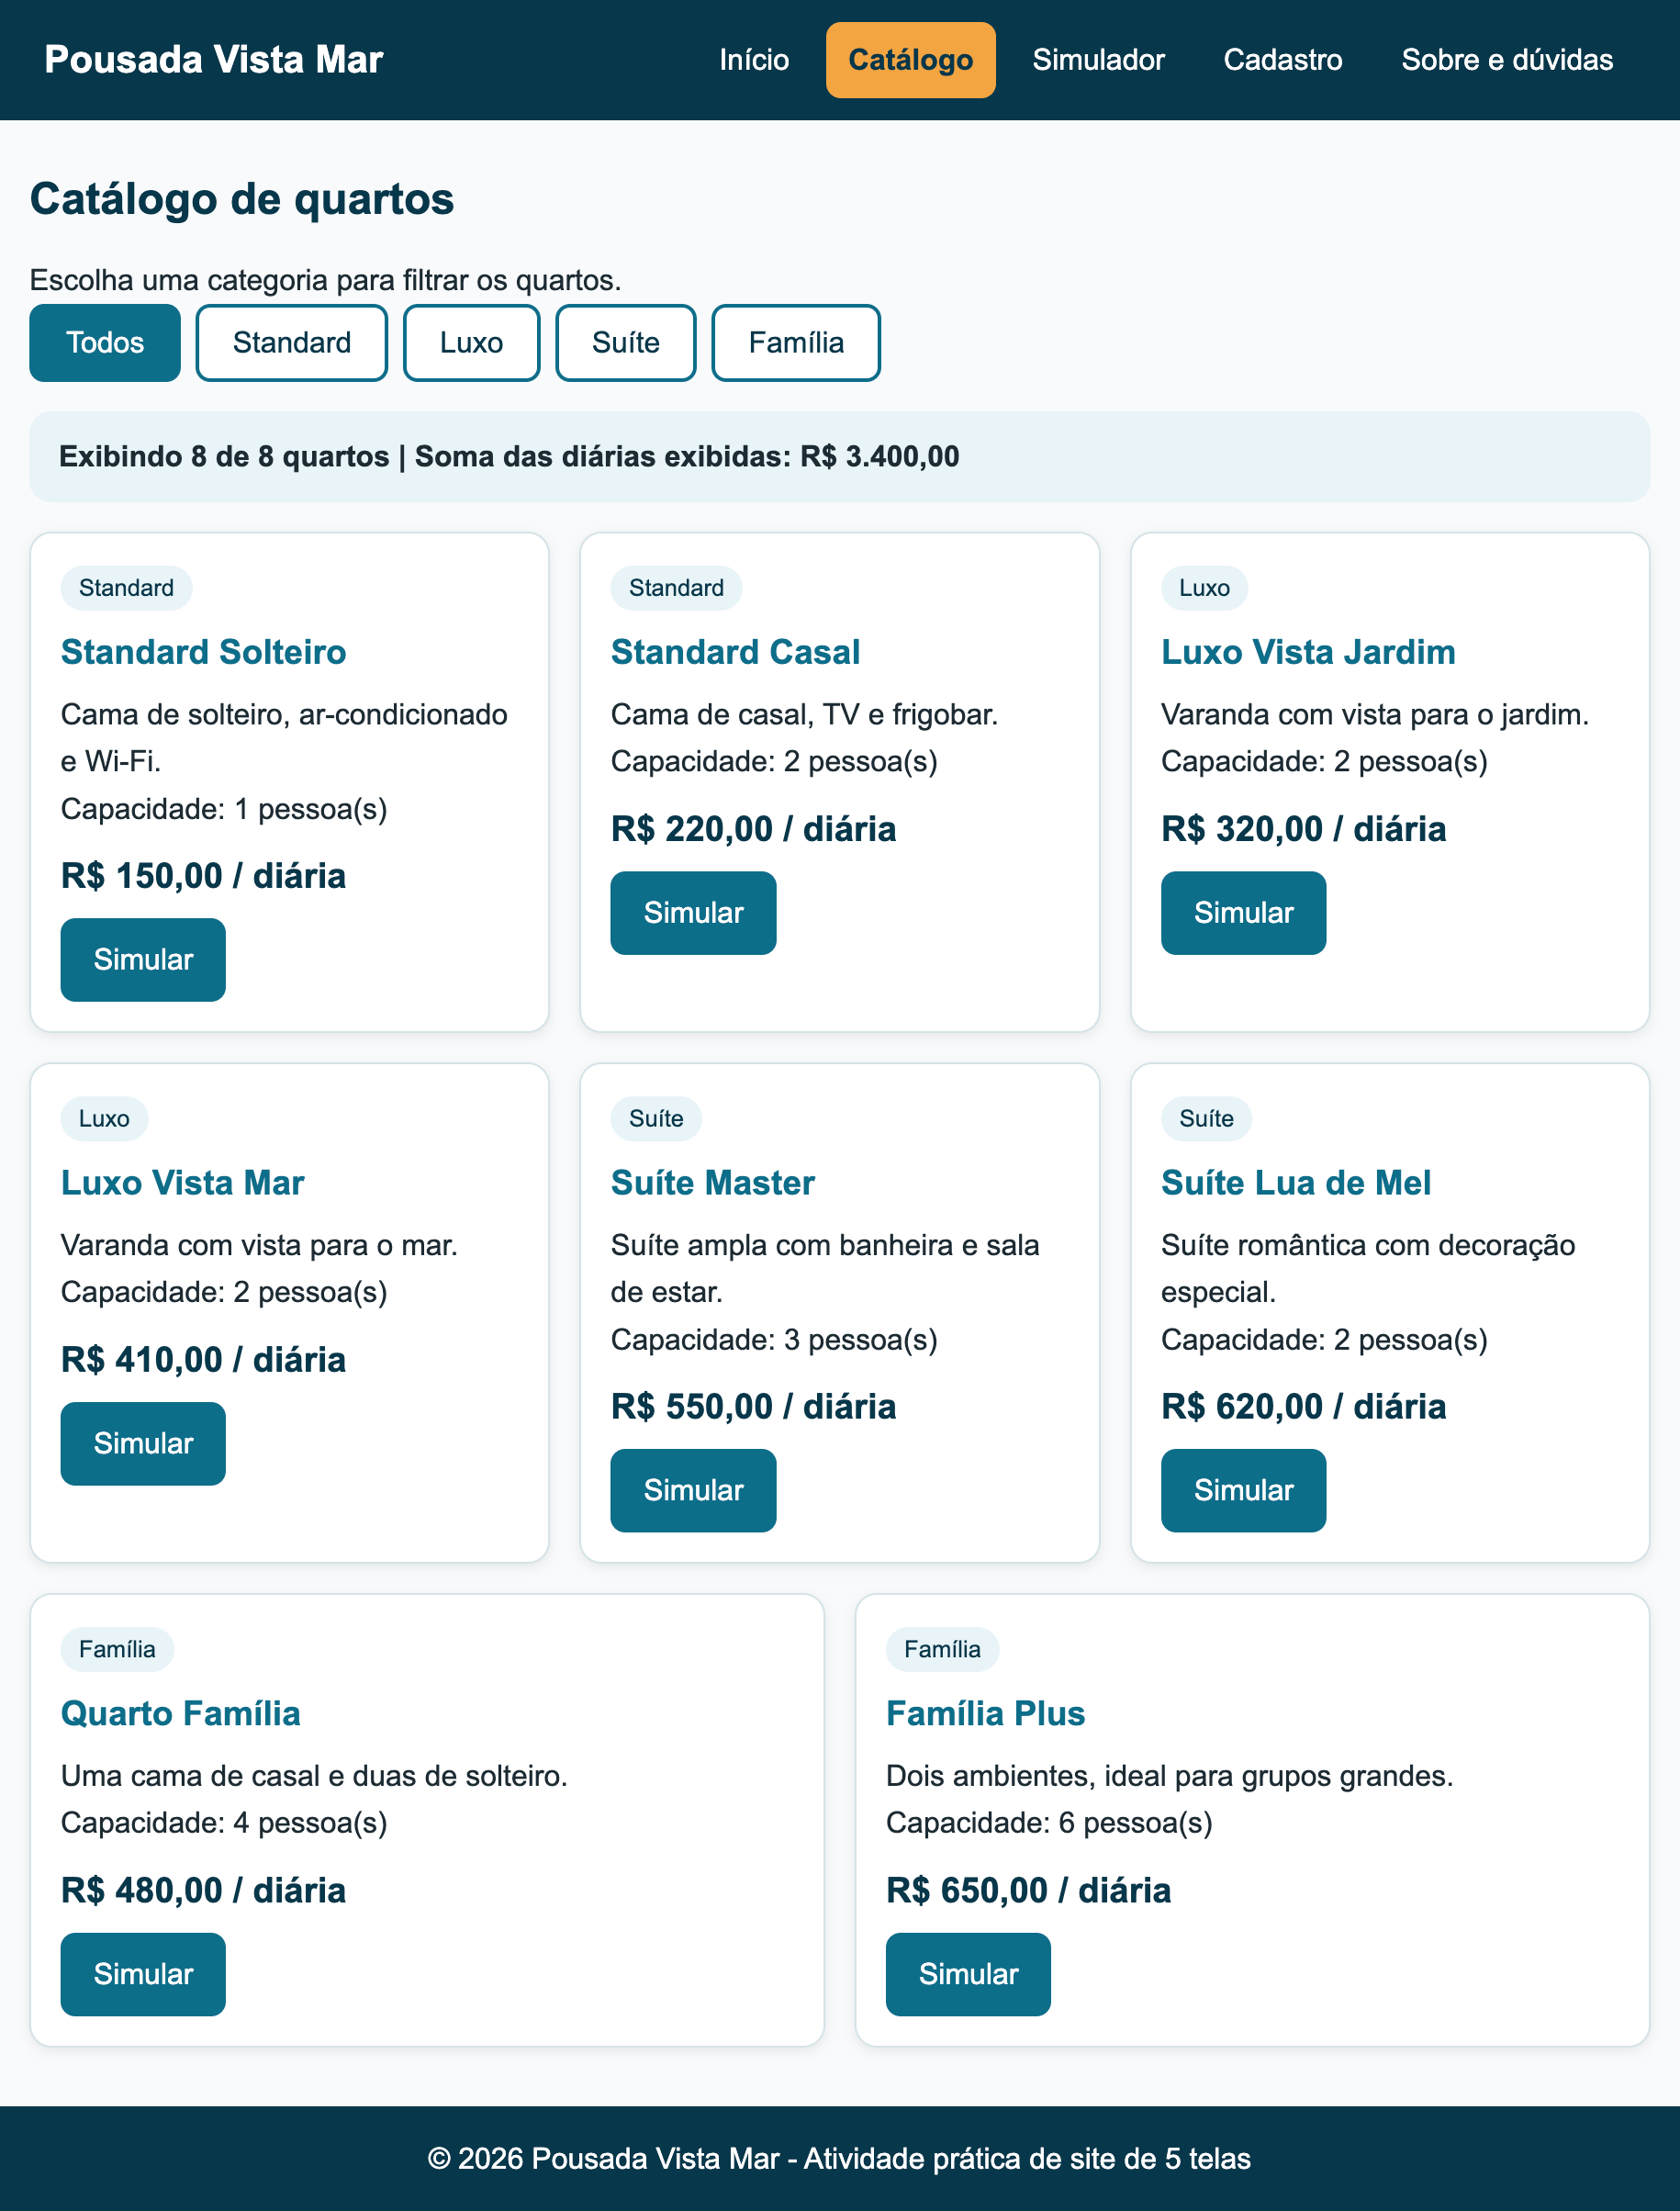 Pousada Vista Mar
Início
Catálogo
Simulador
Cadastro
Sobre e dúvidas
Catálogo de quartos
Escolha uma categoria para filtrar os quartos.
Todos
Standard
Luxo
Suíte
Família
Exibindo 8 de 8 quartos | Soma das diárias exibidas: R$ 3.400,00
Standard
Standard Solteiro
Cama de solteiro, ar-condicionado
e Wi-Fi.
Capacidade: 1 pessoa(s)
R$ 150,00 / diária
Simular
Standard
Standard Casal
Cama de casal, TV e frigobar.
Capacidade: 2 pessoa(s)
R$ 220,00 / diária
Simular
Luxo
Luxo Vista Jardim
Varanda com vista para o jardim.
Capacidade: 2 pessoa(s)
R$ 320,00 / diária
Simular
Luxo
Luxo Vista Mar
Varanda com vista para o mar.
Capacidade: 2 pessoa(s)
R$ 410,00 / diária
Simular
Suíte
Suíte Master
Suíte ampla com banheira e sala
de estar.
Capacidade: 3 pessoa(s)
R$ 550,00 / diária
Simular
Suíte
Suíte Lua de Mel
Suíte romântica com decoração
especial.
Capacidade: 2 pessoa(s)
R$ 620,00 / diária
Simular
Família
Quarto Família
Uma cama de casal e duas de solteiro.
Capacidade: 4 pessoa(s)
R$ 480,00 / diária
Simular
Família
Família Plus
Dois ambientes, ideal para grupos grandes.
Capacidade: 6 pessoa(s)
R$ 650,00 / diária
Simular
© 2026 Pousada Vista Mar - Atividade prática de site de 5 telas